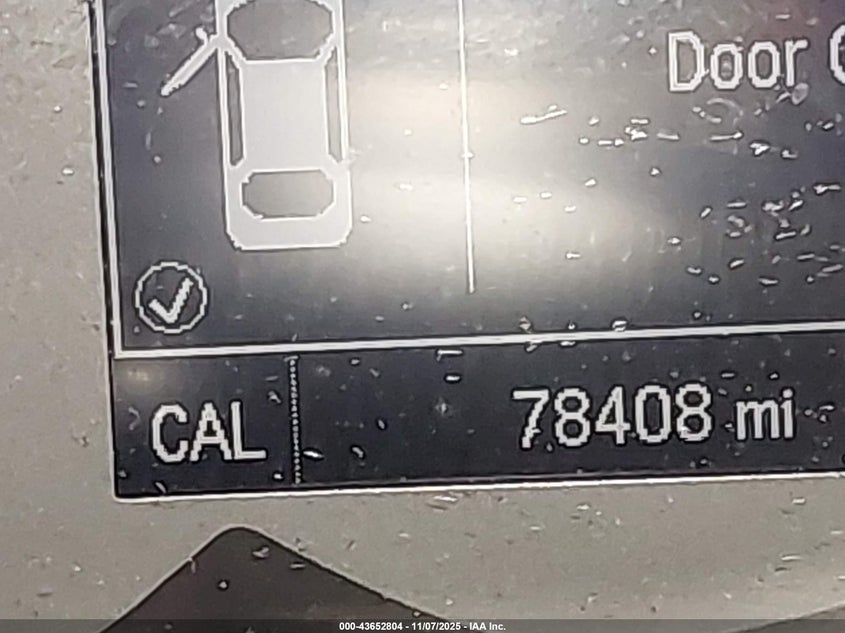 Door
CAL
78408 mi
000-43652804 - 11/07/2025 - IAA Inc.